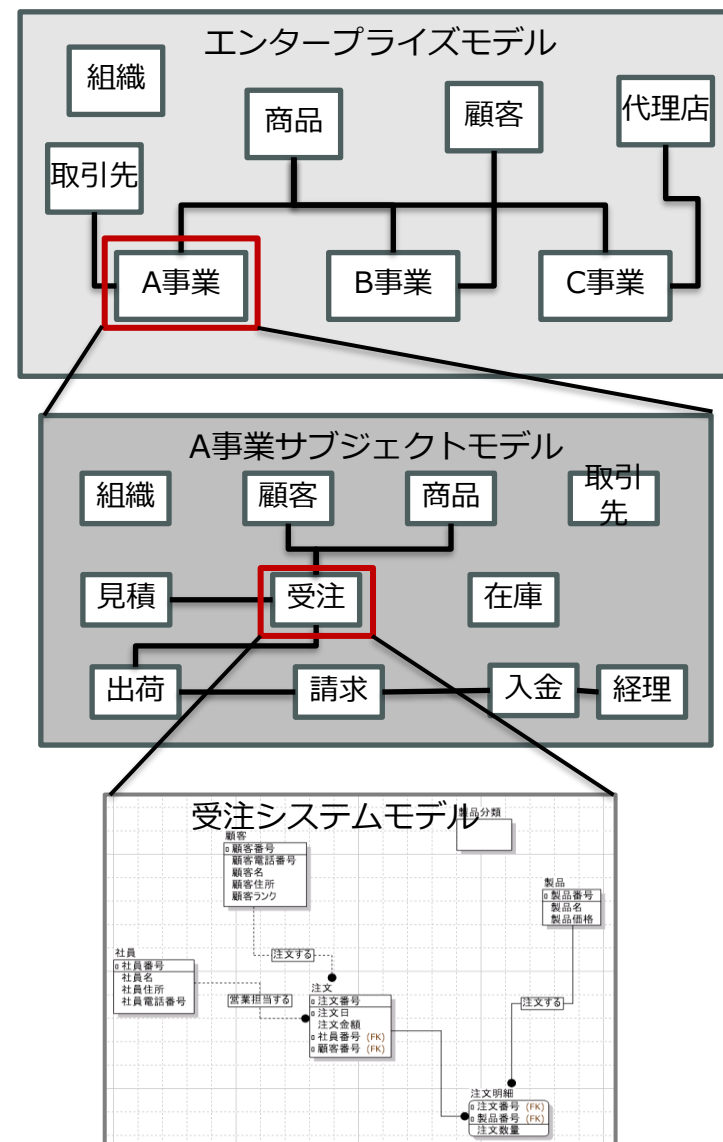 エンタープライズモデル
組織
商品
顧客
代理店
取引先
A事業
B事業
C事業
A事業サブジェクトモデル
組織
顧客
商品
取引
先
見積
受注
在庫
出荷
請求
入金
経理
受注システムモデル
製品分類
顧客
顧客番号
顧客電話番号
顧客名
顧客住所
顧客ランク
製品
製品番号
製品名
製品価格
社員
社員番号
社員名
社員住所
社員電話番号
注文する
営業担当する
注文
注文番号
注文日
注文金額
社員番号 (FK)
顧客番号 (FK)
注文する
注文明細
注文番号 (FK)
製品番号 (FK)
注文数量